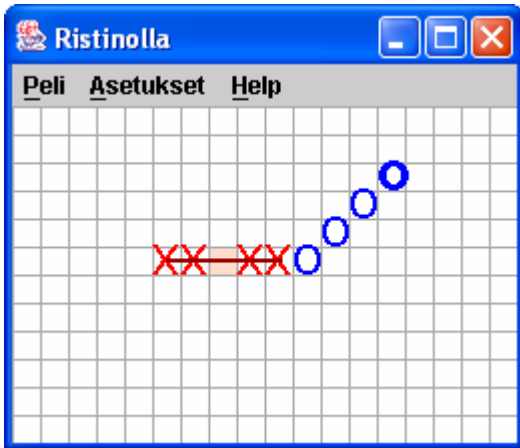 Ristinolla
Peli Asetukset Help
O
O
O
X X X X O